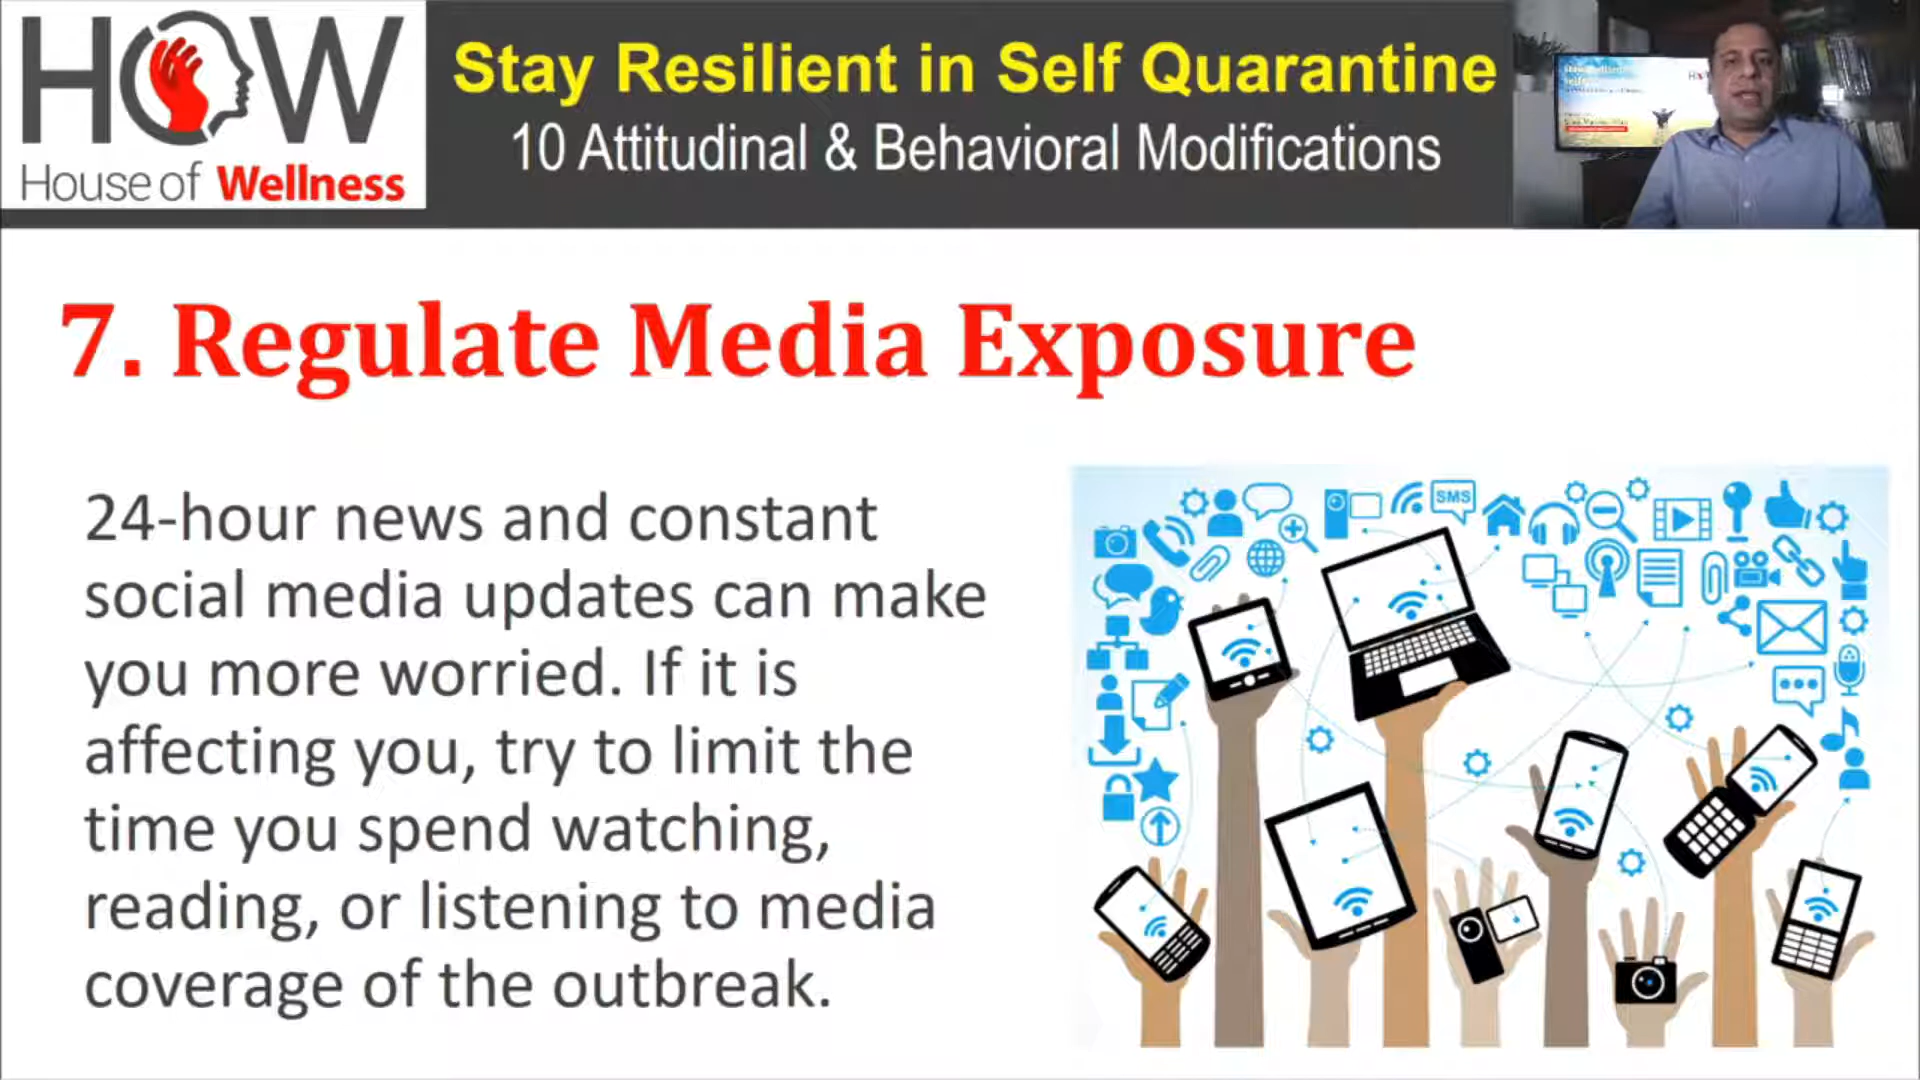 HOW
House of Wellness
Stay Resilient in Self Quarantine
10 Attitudinal & Behavioral Modifications
7. Regulate Media Exposure
24-hour news and constant
social media updates can make
you more worried. If it is
affecting you, try to limit the
time you spend watching,
reading, or listening to media
coverage of the outbreak.
SMS